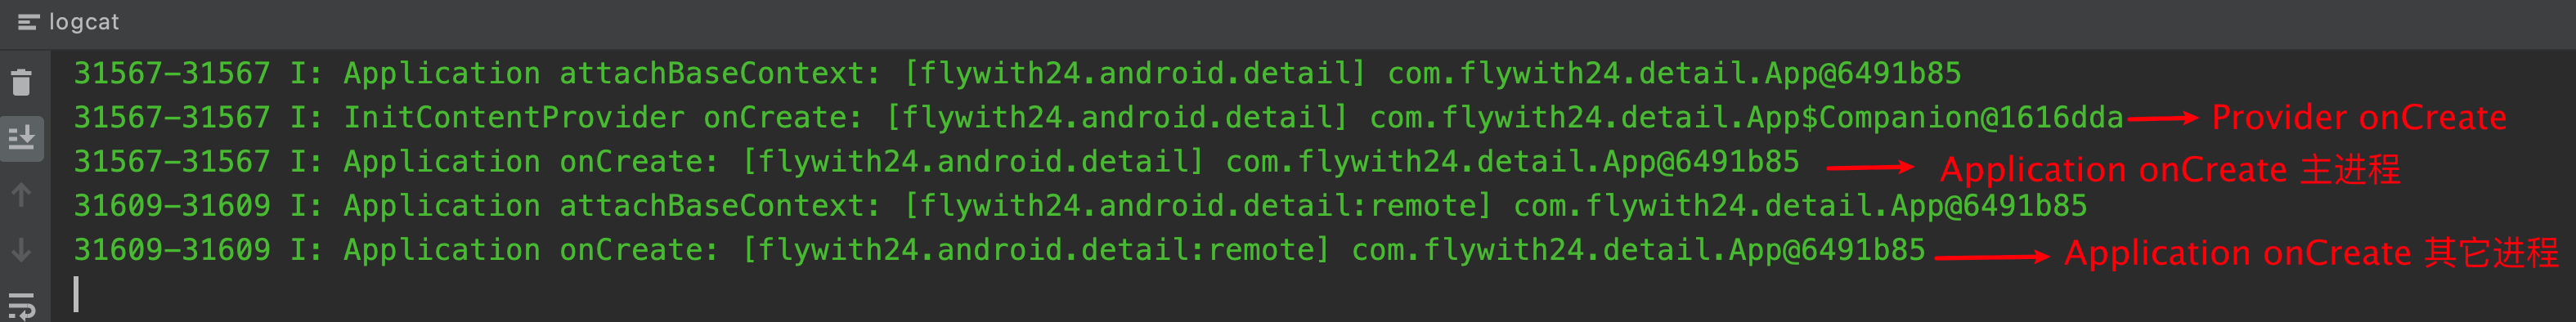 logcat
31567-31567 I: Application attachBaseContext: [flywith24.android.detail] com.flywith24.detail.App@6491b85
31567-31567 I: InitContentProvider onCreate: [flywith24.android.detail] com.flywith24.detail.App$Companion@1616dda Provider onCreate
31567-31567 I: Application onCreate: [flywith24.android.detail] com.flywith24.detail.App@6491b85 Application onCreate 主进程
31609-31609 I: Application attachBaseContext: [flywith24.android.detail:remote] com.flywith24.detail.App@6491b85
31609-31609 I: Application onCreate: [flywith24.android.detail:remote] com.flywith24.detail.App@6491b85 Application onCreate 其它进程